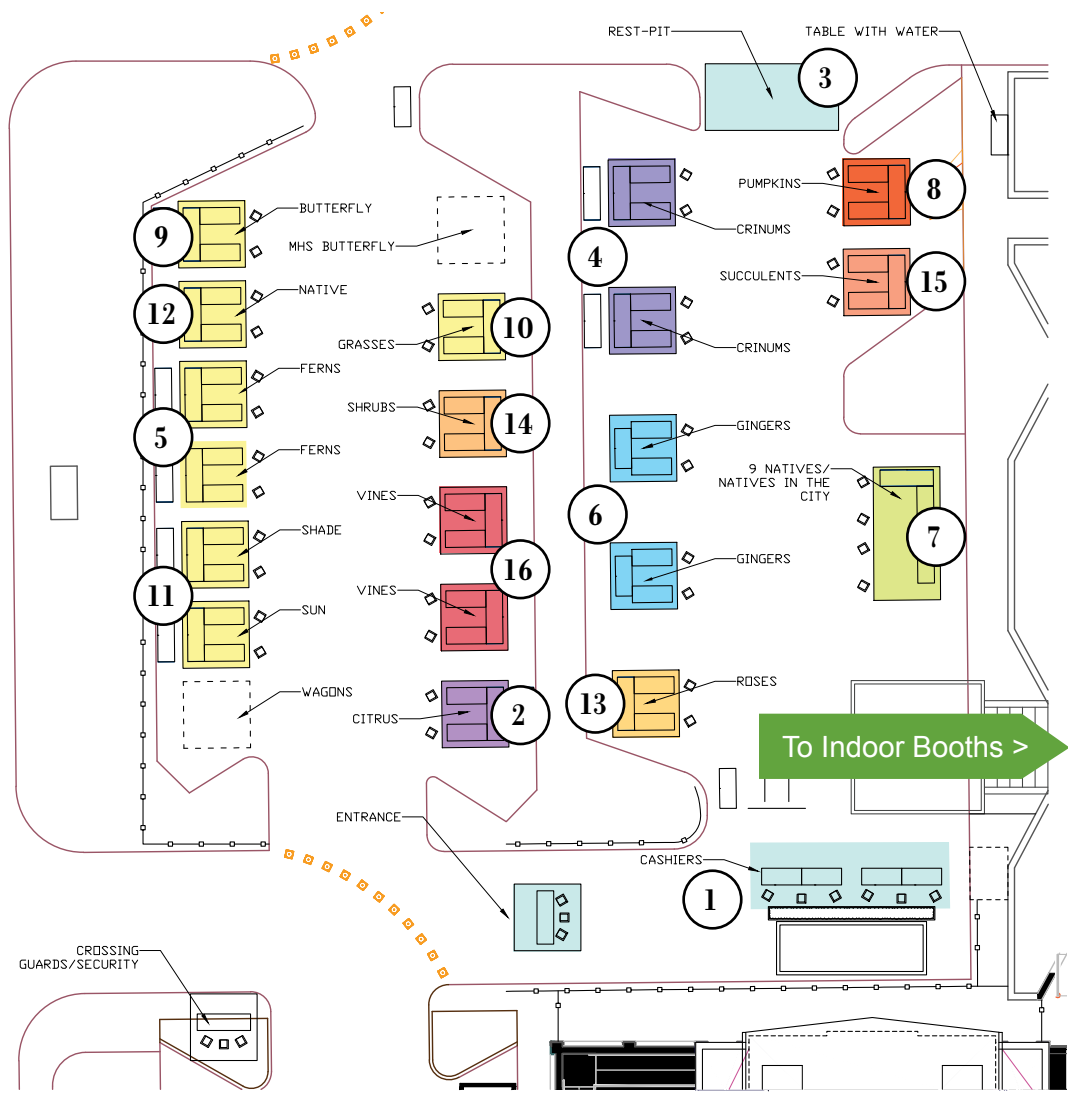 REST-PIT
TABLE WITH WATER
3
PUMPKINS
8
BUTTERFLY
9
MHS BUTTERFLY
CRINUMS
4
SUCCULENTS
15
NATIVE
12
10
GRASSES
CRINUMS
FERNS
SHRUBS
14
GINGERS
5
FERNS
9 NATIVES/
NATIVES IN THE
CITY
VINES
6
7
SHADE
16
GINGERS
11
VINES
SUN
WAGONS
CITRUS
2
13
ROSES
To Indoor Booths >
ENTRANCE
CASHIERS
1
CROSSING
GUARDS/SECURITY